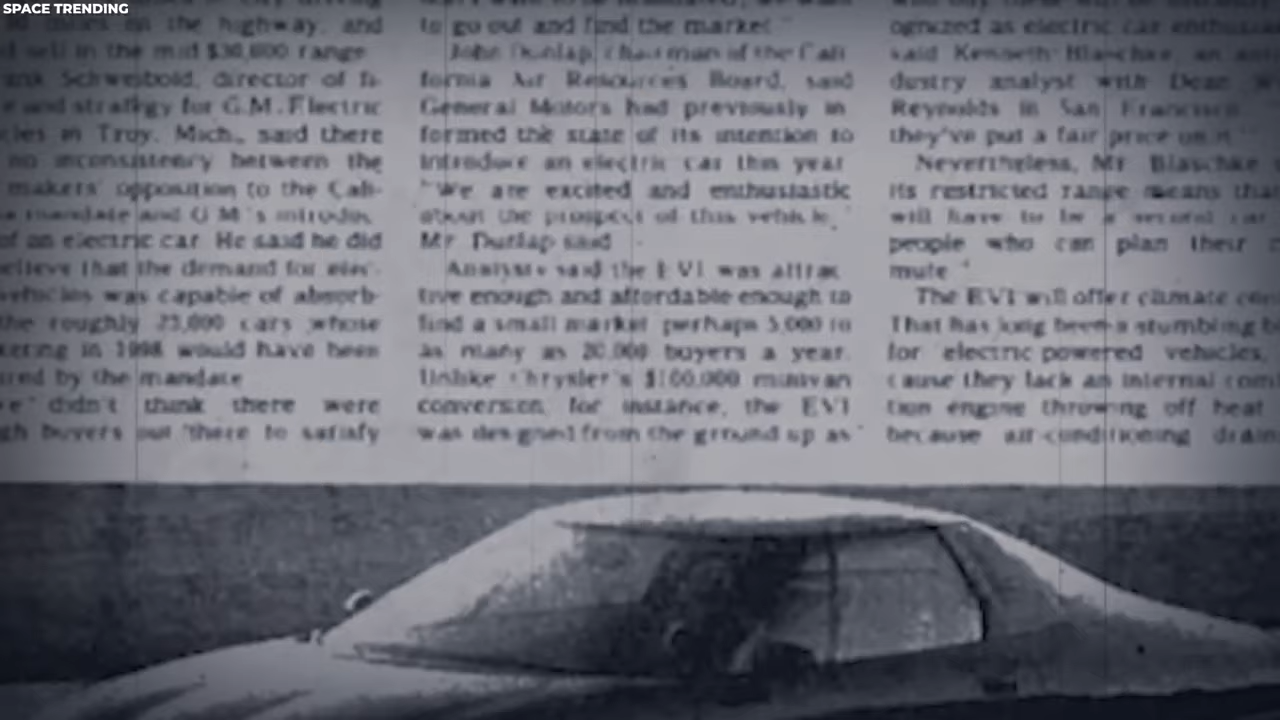 SPACE TRENDING
on the highway, and
sell in the mid $30,000 range
Schweibold, director of fi-
and strategy for G.M. Electric
in Troy, Mich., said there
no inconsistency between the
makers' opposition to the Cali-
mandate and G.M.'s introduc-
of an electric car. He said he did
believe that the demand for elec-
vehicles was capable of absorb-
the roughly cars whose
in 1998 would have been
by the mandate
didn't think there were
buyers out there to satisfy
to go out and find the market
John Dunlap, chairman of the Cali-
fornia Air Resources Board, said
General Motors had previously in-
formed the state of its intention to
introduce an electric car this year
"We are excited and enthusiastic
about the prospect of this vehicle,"
Mr. Dunlap said
Analysts said the EV1 was attrac-
tive enough and affordable enough to
find a small market perhaps 5,000 to
as many as 20,000 buyers a year.
Unlike Chrysler's $100,000 minivan
conversion, for instance, the EV1
was designed from the ground up as
ognized as electric car
said Kenneth Blaschke, an
dustry analyst with Dean
Reynolds in San Francisco
they've put a fair price on it
Nevertheless, Mr. Blaschke
its restricted range means that
will have to be a second car
people who can plan their
mute
The EV1 will offer climate
That has long been a stumbling
for electric powered vehicles,
cause they lack an internal
tion engine throwing off heat
because air-conditioning